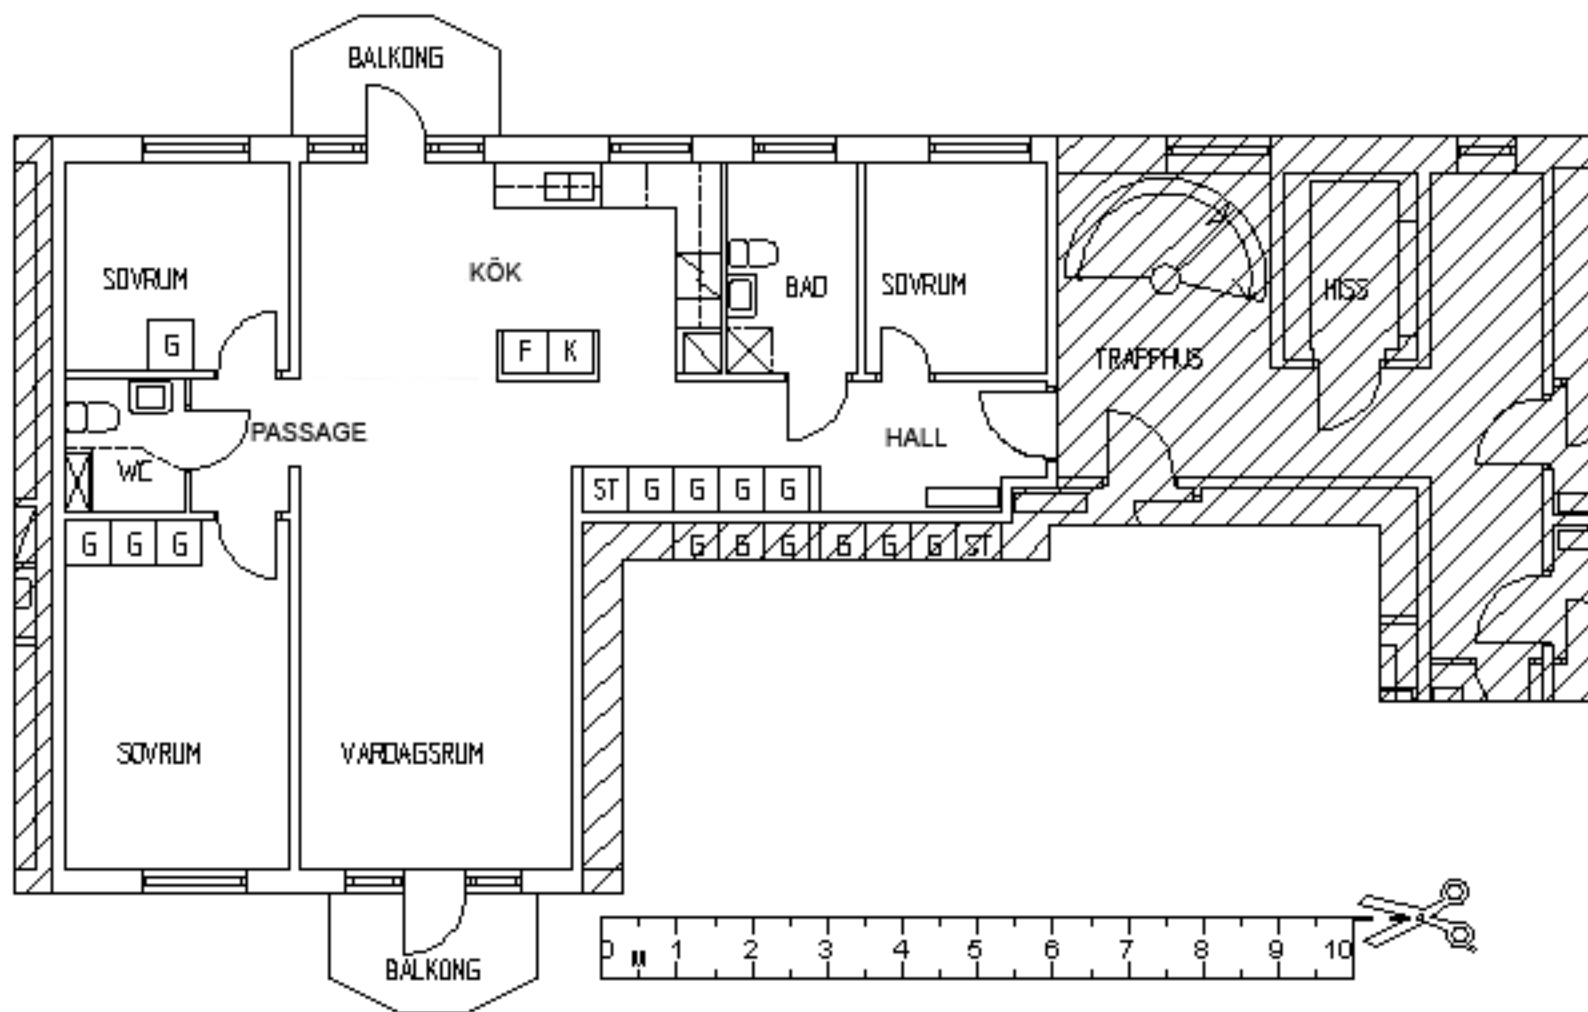 BALKONG
SOVRUM
KÖK
BAD
SOVRUM
HISS
G
F K
TRAPPHUS
PASSAGE
HALL
WC
ST G G G G
G G G
G G G G G G ST
SOVRUM
VARDAGSRUM
BALKONG
0 M 1 2 3 4 5 6 7 8 9 10